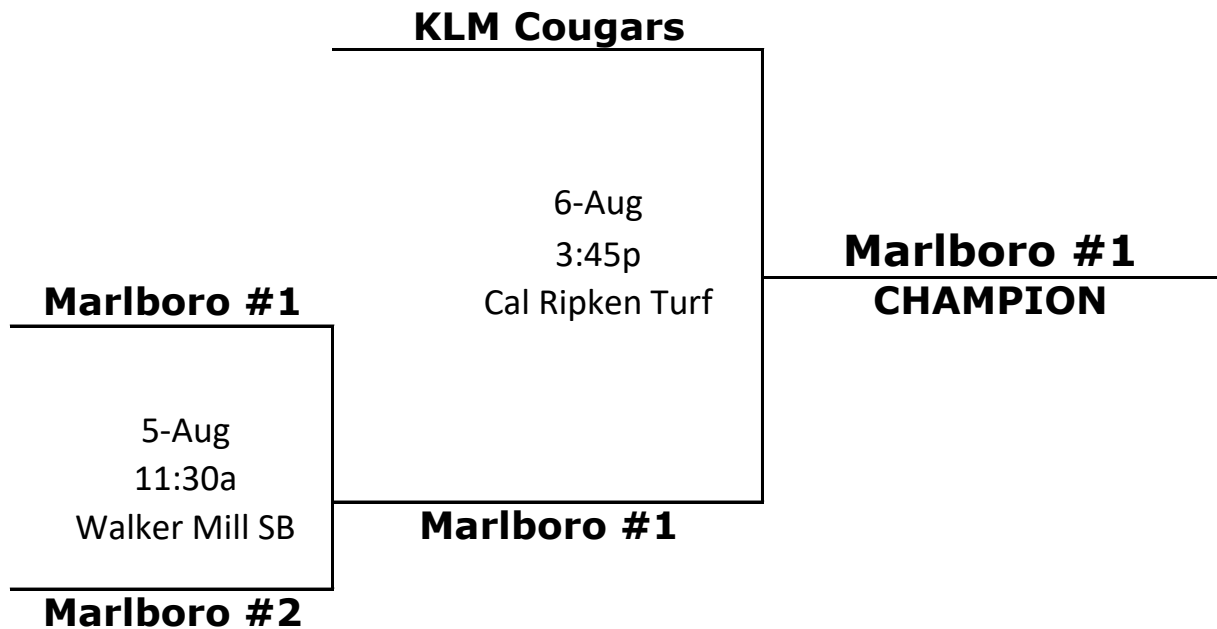 KLM Cougars
6-Aug
3:45p
Cal Ripken Turf
Marlboro #1
CHAMPION
Marlboro #1
5-Aug
11:30a
Walker Mill SB
Marlboro #1
Marlboro #2